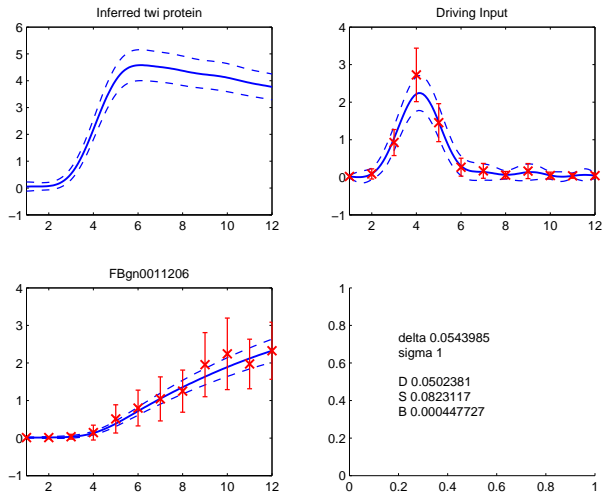 Inferred twi protein
6
5
4
3
2
1
0
−1
2 4 6 8 10 12
Driving Input
4
3
2
1
0
−1
2 4 6 8 10 12
FBgn0011206
4
3
2
1
0
−1
2 4 6 8 10 12
1
0.8
0.6
0.4
0.2
0
0 0.2 0.4 0.6 0.8 1
delta 0.0543985
sigma 1
D 0.0502381
S 0.0823117
B 0.000447727